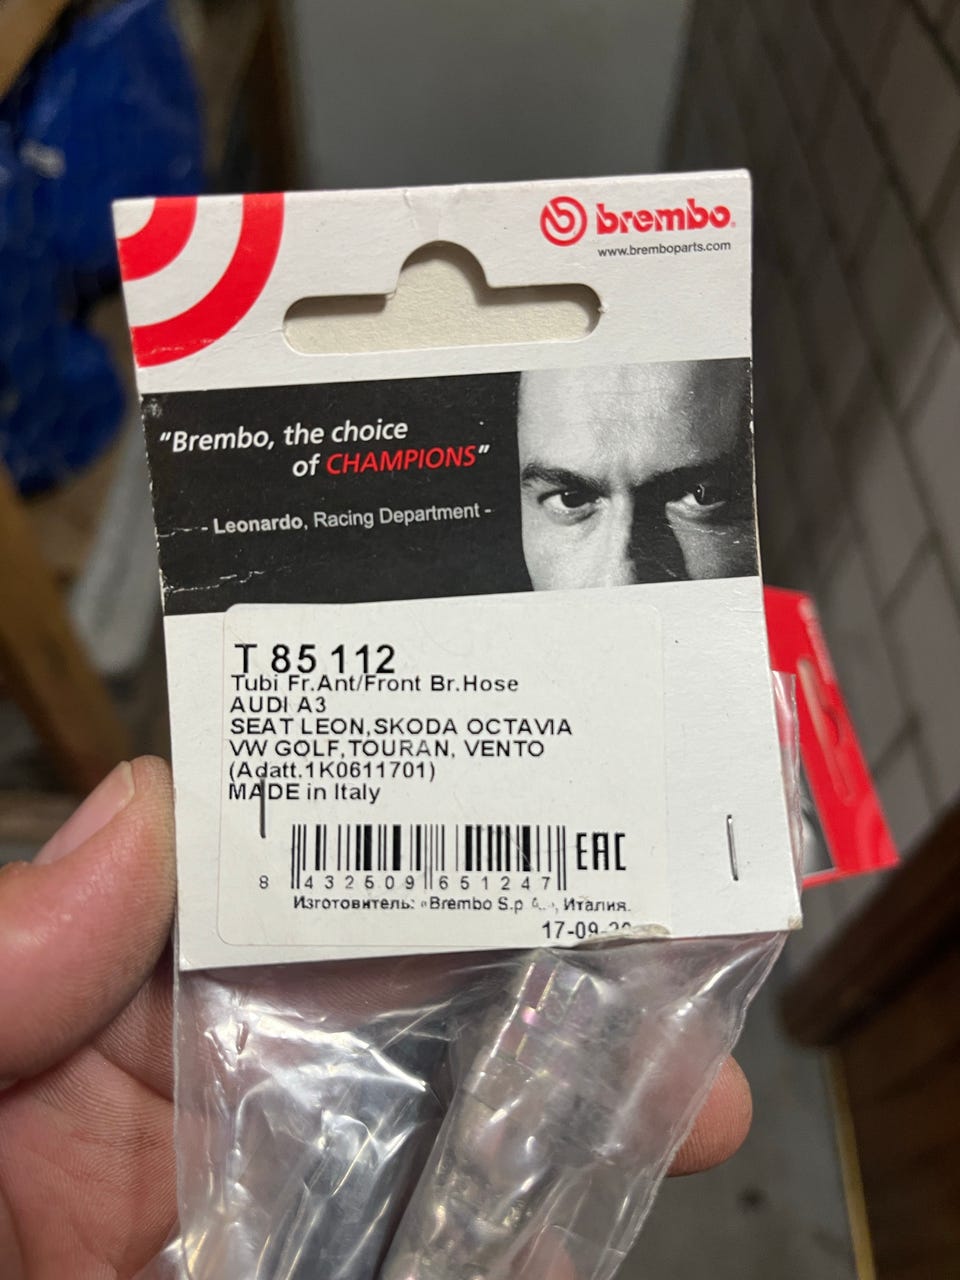 brembo
www.bremboparts.com
"Brembo, the choice
of CHAMPIONS"
- Leonardo, Racing Department -
T 85 112
Tubi Fr.Ant/Front Br.Hose
AUDI A3
SEAT LEON,SKODA OCTAVIA
VW GOLF,TOURAN, VENTO
(Adatt.1K0611701)
MADE in Italy
EAC
8 432509 651247
Изготовитель: «Brembo S.p.A.», Италия.
17-09-